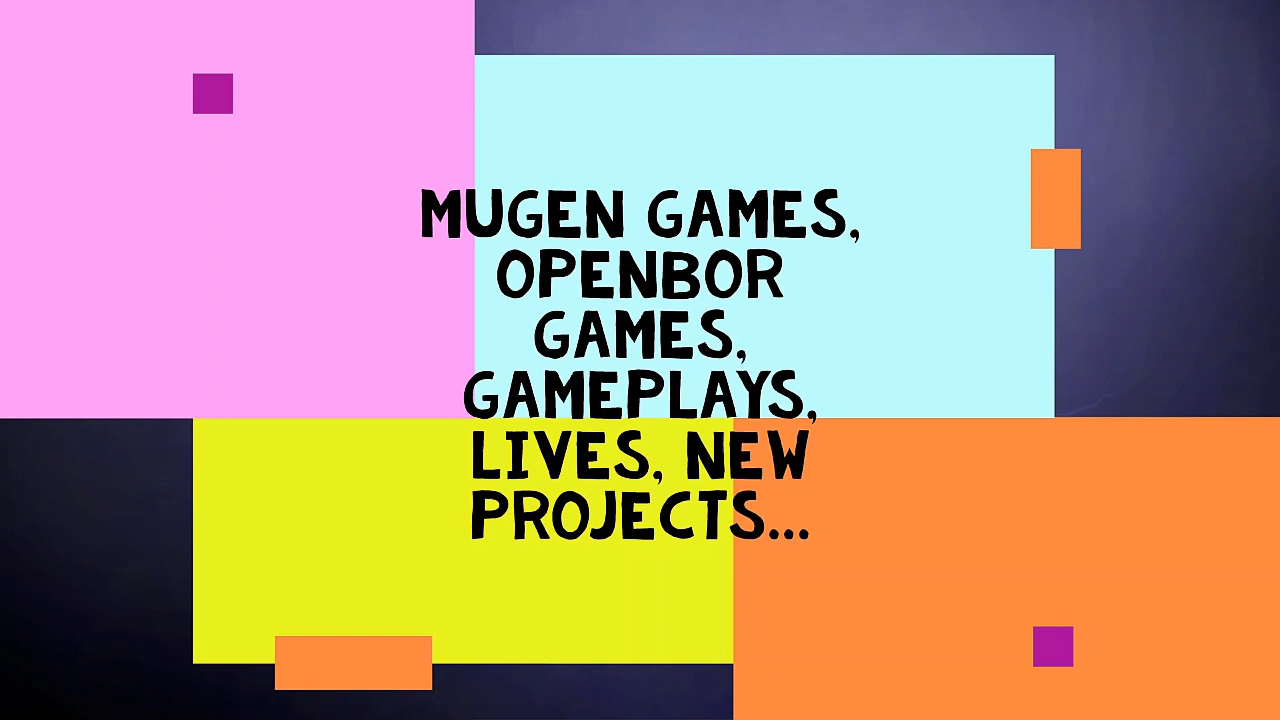 MUGEN GAMES,
OPENBOR
GAMES,
GAMEPLAYS,
LIVES, NEW
PROJECTS...